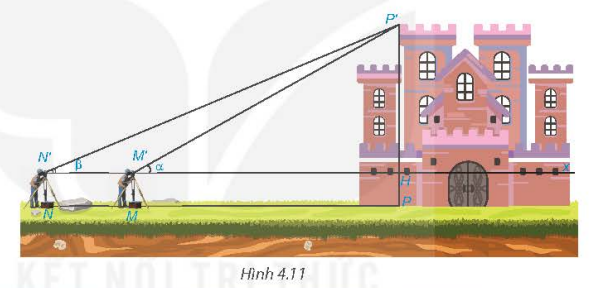 P'
N' β M' α x
H
N M P
Hình 4.11
KẾT NỐI TRI THỨC